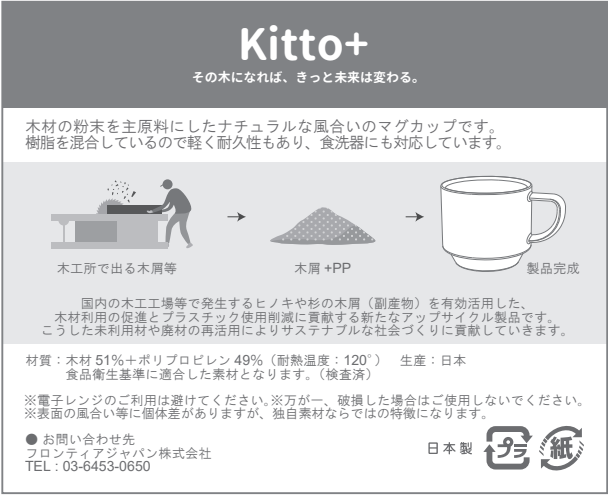 Kitto+
その木になれば、きっと未来は変わる。
木材の粉末を主原料にしたナチュラルな風合いのマグカップです。
樹脂を混合しているので軽く耐久性もあり、食洗器にも対応しています。
木工所で出る木屑等
木屑+PP
製品完成
国内の木工工場等で発生するヒノキや杉の木屑（副産物）を有効活用した、
木材利用の促進とプラスチック使用削減に貢献する新たなアップサイクル製品です。
こうした未利用材や廃材の再活用によりサステナブルな社会づくりに貢献していきます。
材質：木材51%＋ポリプロピレン49%（耐熱温度：120°） 生産：日本
食品衛生基準に適合した素材となります。（検査済）
※電子レンジのご利用は避けてください。※万が一、破損した場合はご使用しないでください。
※表面の風合い等に個体差がありますが、独自素材ならではの特徴になります。
● お問い合わせ先
フロンティアジャパン株式会社
TEL : 03-6453-0650
日本製
プラ
紙